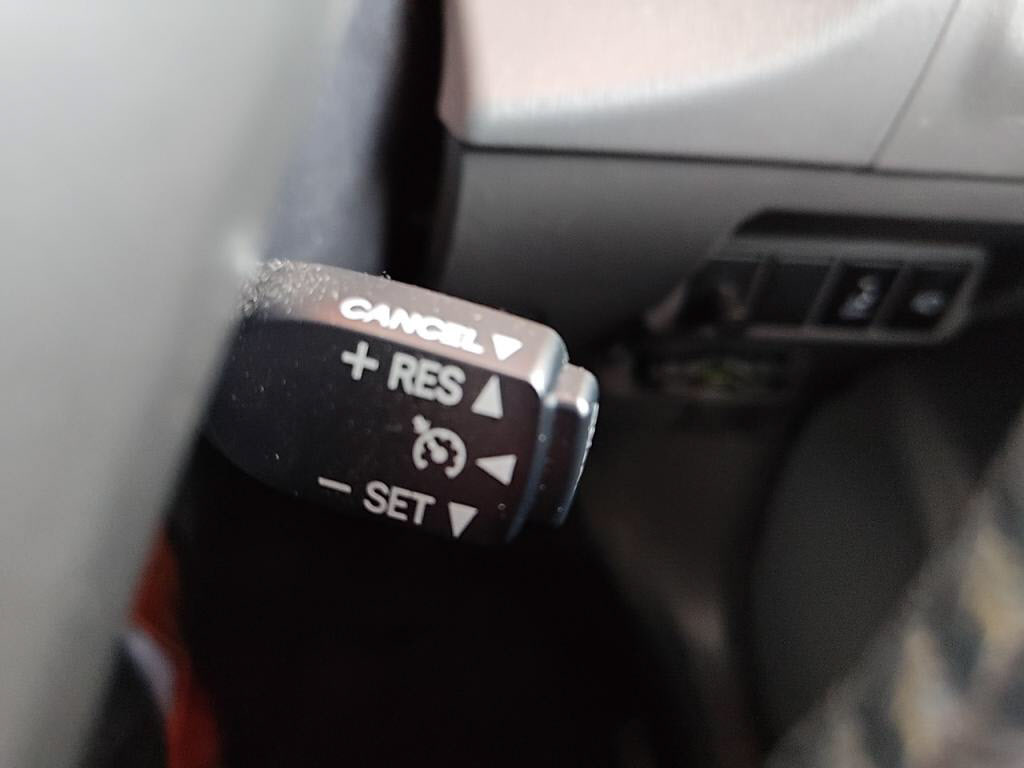 CANCEL ▼
+ RES ▲
◀
− SET ▼